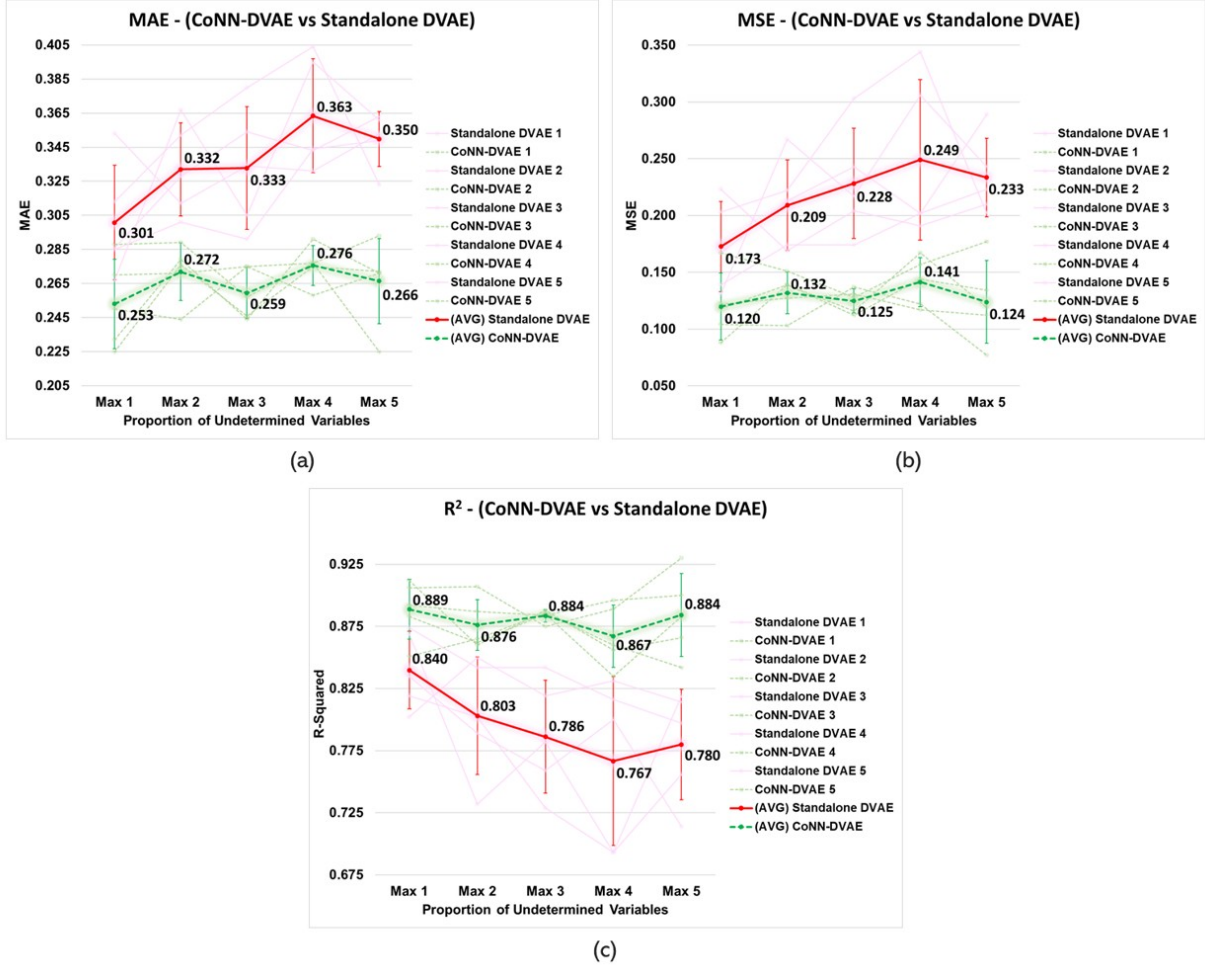 MAE - (CoNN-DVAE vs Standalone DVAE)
0.405
0.385
0.365
0.345
0.325
0.305
0.285
0.265
0.245
0.225
0.205
MAE
0.301
0.332
0.333
0.363
0.350
0.253
0.272
0.259
0.276
0.266
Max 1 Max 2 Max 3 Max 4 Max 5
Proportion of Undetermined Variables
Standalone DVAE 1
CoNN-DVAE 1
Standalone DVAE 2
CoNN-DVAE 2
Standalone DVAE 3
CoNN-DVAE 3
Standalone DVAE 4
CoNN-DVAE 4
Standalone DVAE 5
CoNN-DVAE 5
(AVG) Standalone DVAE
(AVG) CoNN-DVAE
(a)
MSE - (CoNN-DVAE vs Standalone DVAE)
0.350
0.300
0.250
0.200
0.150
0.100
0.050
MSE
0.173
0.209
0.228
0.249
0.233
0.120
0.132
0.125
0.141
0.124
Max 1 Max 2 Max 3 Max 4 Max 5
Proportion of Undetermined Variables
Standalone DVAE 1
CoNN-DVAE 1
Standalone DVAE 2
CoNN-DVAE 2
Standalone DVAE 3
CoNN-DVAE 3
Standalone DVAE 4
CoNN-DVAE 4
Standalone DVAE 5
CoNN-DVAE 5
(AVG) Standalone DVAE
(AVG) CoNN-DVAE
(b)
R² - (CoNN-DVAE vs Standalone DVAE)
0.925
0.875
0.825
0.775
0.725
0.675
R-Squared
0.889
0.876
0.884
0.867
0.884
0.840
0.803
0.786
0.767
0.780
Max 1 Max 2 Max 3 Max 4 Max 5
Proportion of Undetermined Variables
Standalone DVAE 1
CoNN-DVAE 1
Standalone DVAE 2
CoNN-DVAE 2
Standalone DVAE 3
CoNN-DVAE 3
Standalone DVAE 4
CoNN-DVAE 4
Standalone DVAE 5
CoNN-DVAE 5
(AVG) Standalone DVAE
(AVG) CoNN-DVAE
(c)